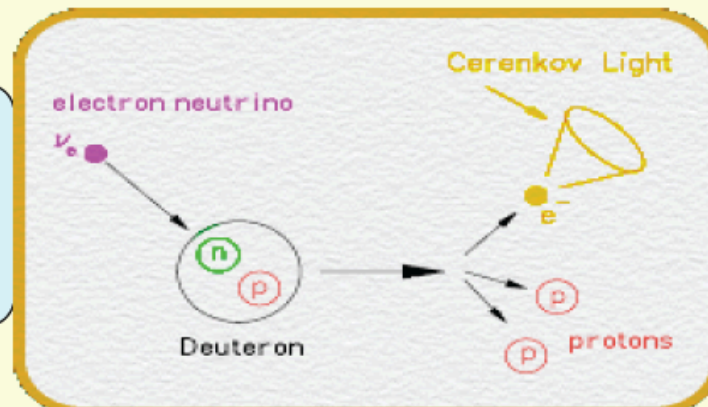 Cerenkov Light
electron neutrino
νe
n
p
e-
Deuteron
p
p
protons